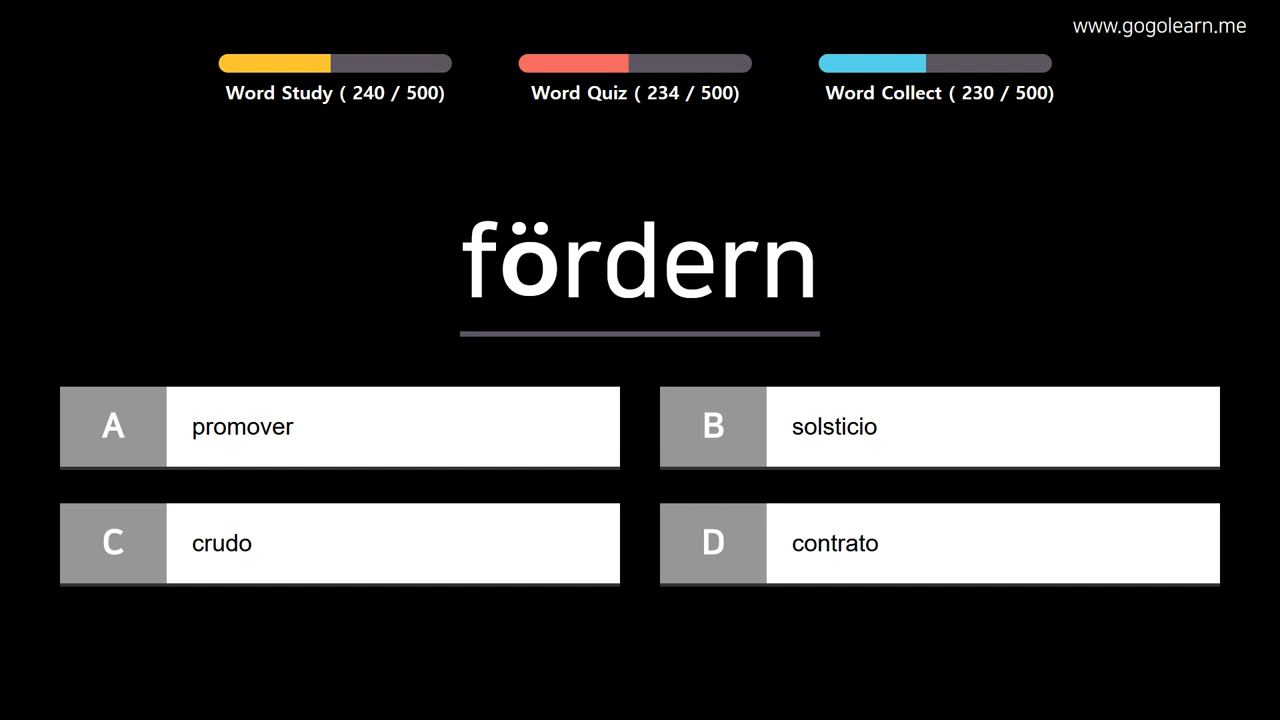 www.gogolearn.me
Word Study ( 240 / 500)
Word Quiz ( 234 / 500)
Word Collect ( 230 / 500)
fördern
A promover
B solsticio
C crudo
D contrato